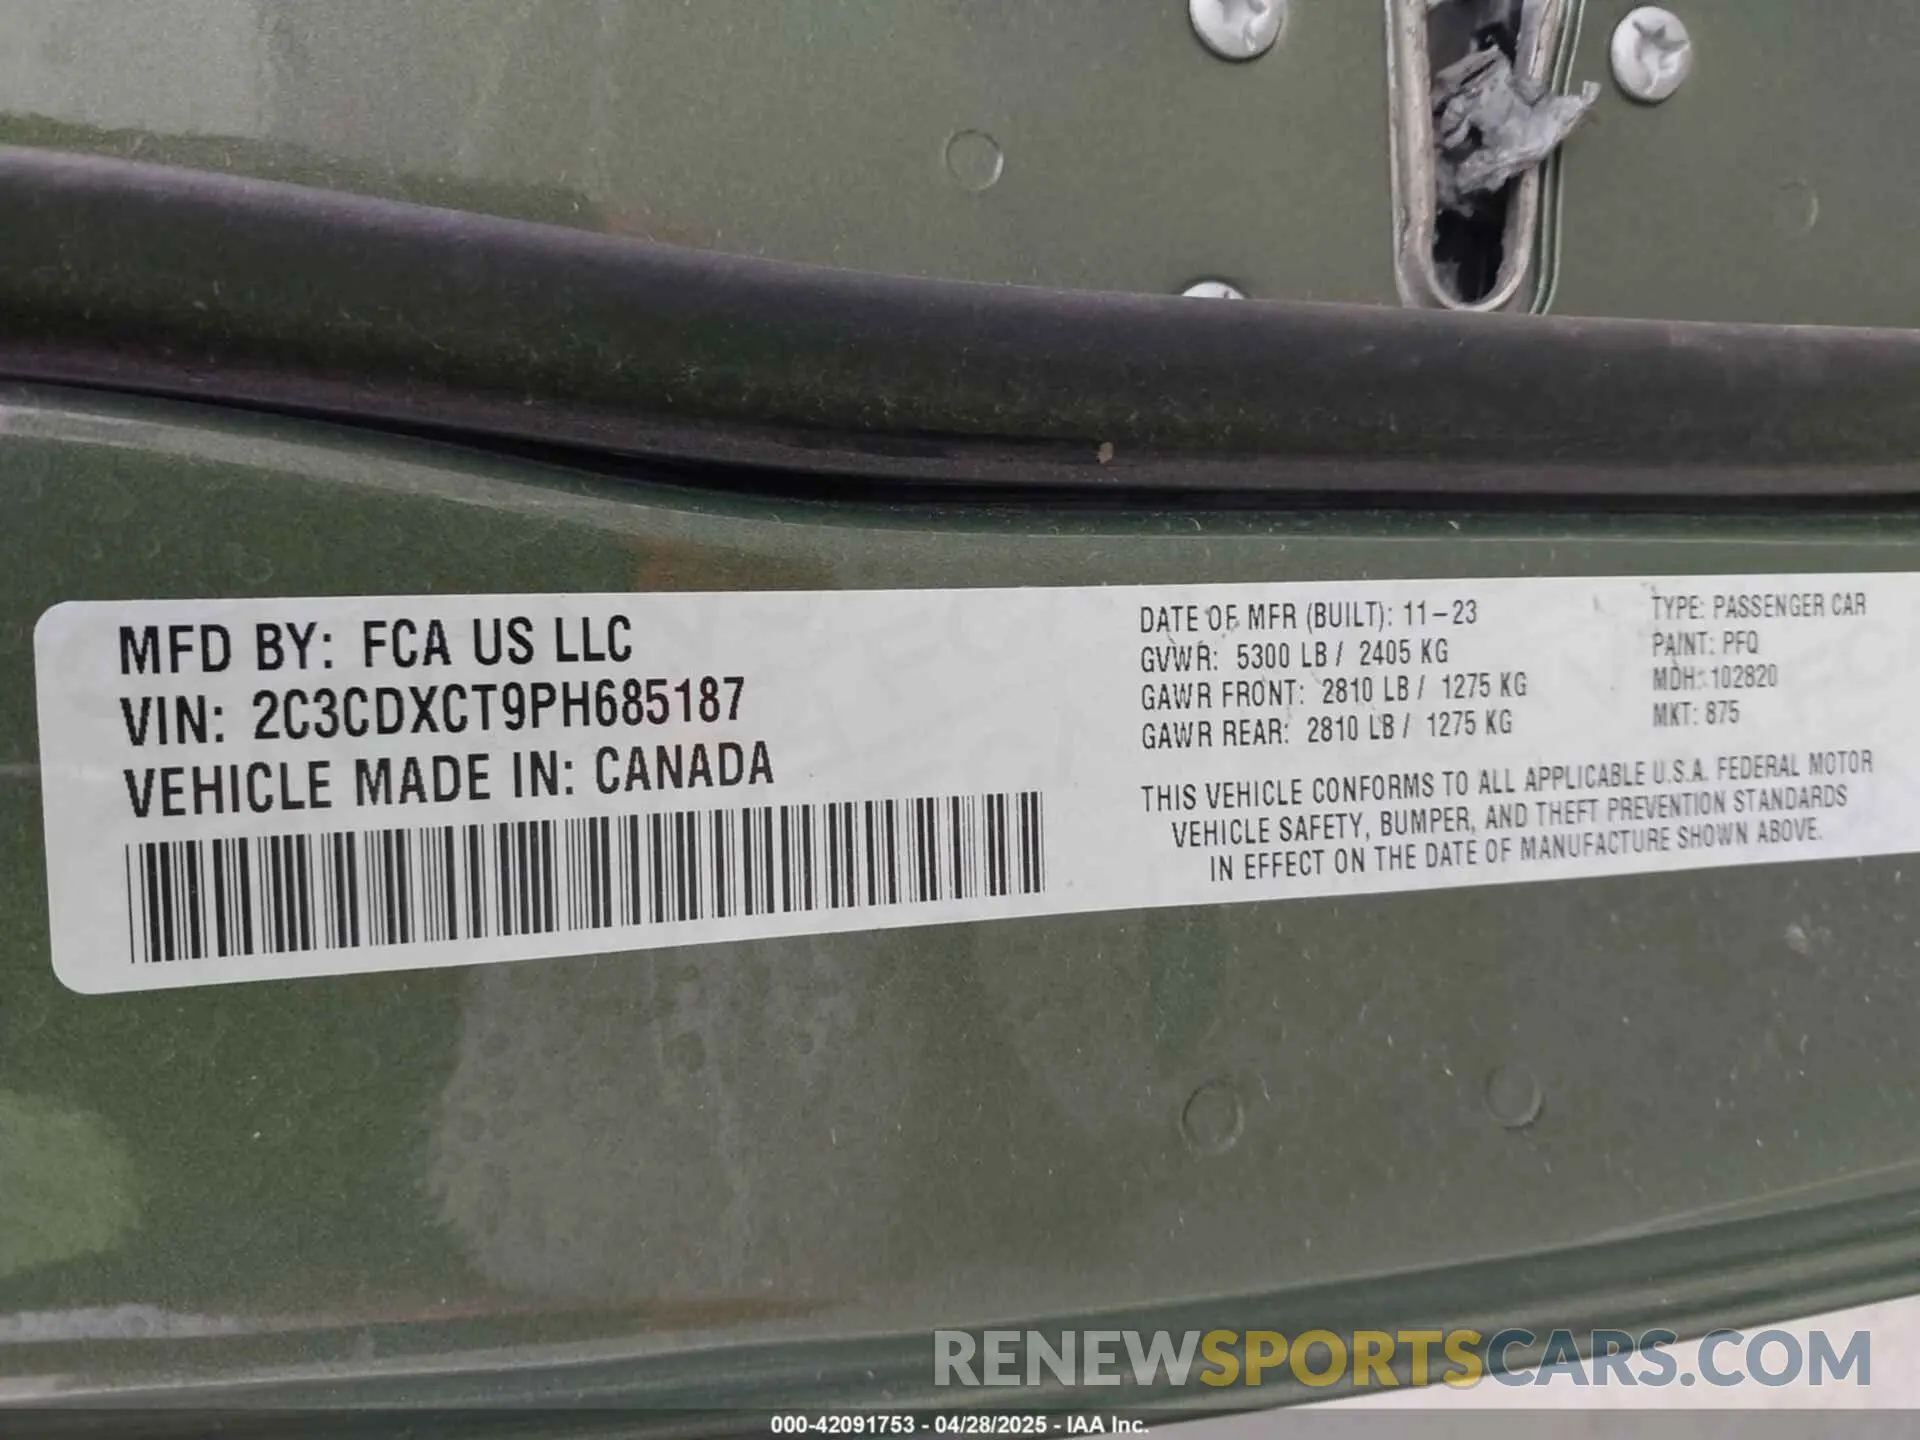 MFD BY: FCA US LLC
VIN: 2C3CDXCT9PH685187
VEHICLE MADE IN: CANADA
DATE OF MFR (BUILT): 11-23
GVWR: 5300 LB / 2405 KG
GAWR FRONT: 2810 LB / 1275 KG
GAWR REAR: 2810 LB / 1275 KG
TYPE: PASSENGER CAR
PAINT: PFQ
MDH: 102820
MKT: 875
THIS VEHICLE CONFORMS TO ALL APPLICABLE U.S.A. FEDERAL MOTOR
VEHICLE SAFETY, BUMPER, AND THEFT PREVENTION STANDARDS
IN EFFECT ON THE DATE OF MANUFACTURE SHOWN ABOVE.
RENEWSPORTSCARS.COM
000-42091753 - 04/28/2025 - IAA Inc.